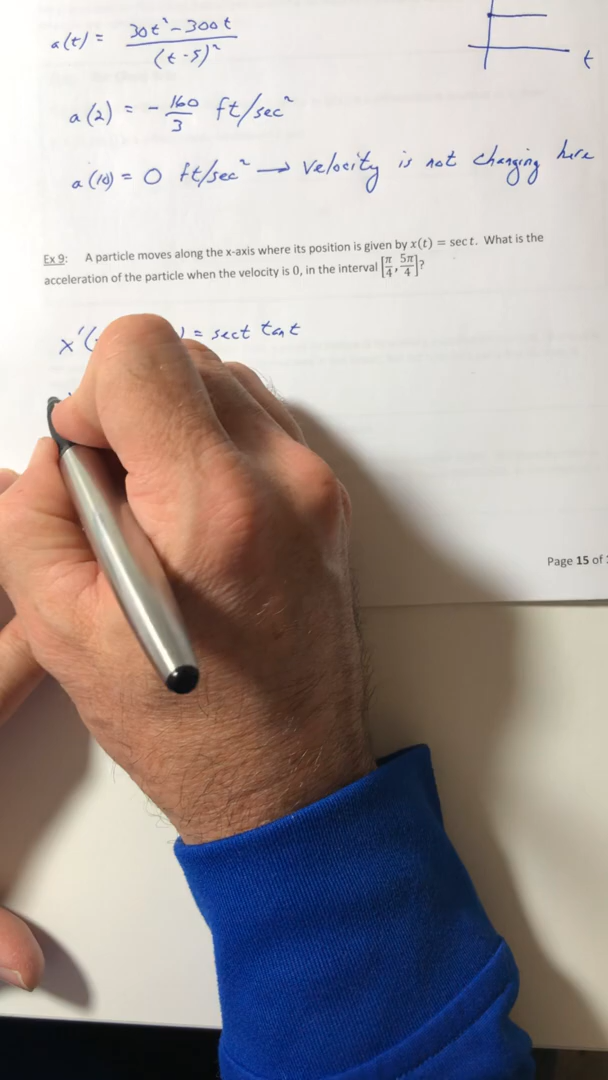 a(t) = 30t² - 300t / (t-5)²
t
a(2) = - 160/3 ft/sec²
a(10) = 0 ft/sec² → Velocity is not changing here
Ex 9: A particle moves along the x-axis where its position is given by x(t) = sec t. What is the
acceleration of the particle when the velocity is 0, in the interval [π/4, 5π/4]?
x'( ) = sect tant
Page 15 of